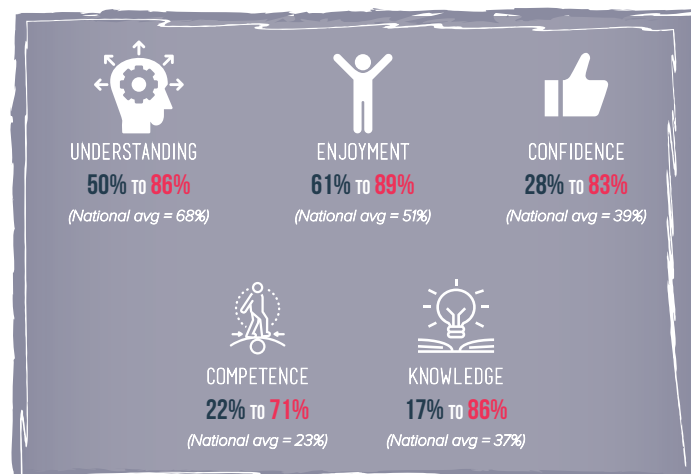 UNDERSTANDING
50% TO 86%
(National avg = 68%)
ENJOYMENT
61% TO 89%
(National avg = 51%)
CONFIDENCE
28% TO 83%
(National avg = 39%)
COMPETENCE
22% TO 71%
(National avg = 23%)
KNOWLEDGE
17% TO 86%
(National avg = 37%)